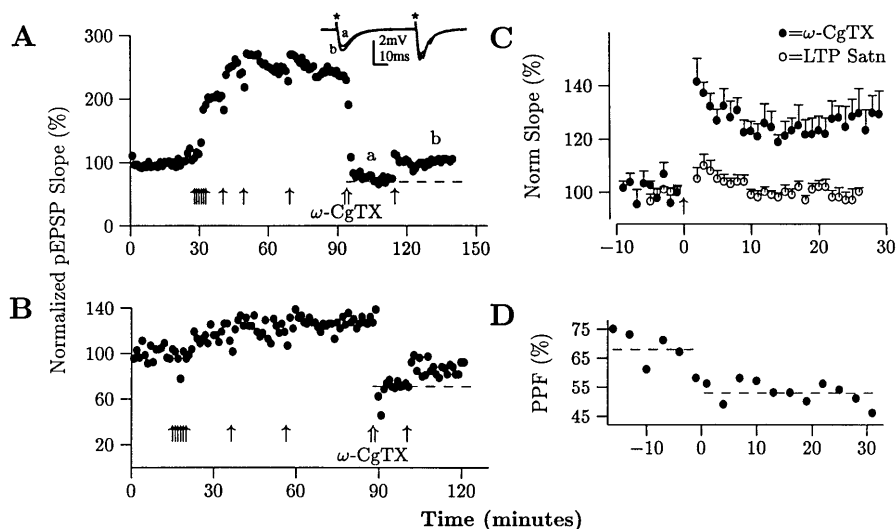 A
Normalized pEPSP Slope (%)
300
200
100
0
0 30 60 90 120 150
* *
a
b
2mV
10ms
a
b
ω-CgTX
B
140
100
60
20
0 30 60 90 120
ω-CgTX
Time (minutes)
C
●=ω-CgTX
○=LTP Satn
Norm Slope (%)
140
120
100
−10 0 10 20 30
D
PPF (%)
75
65
55
45
−10 0 10 20 30